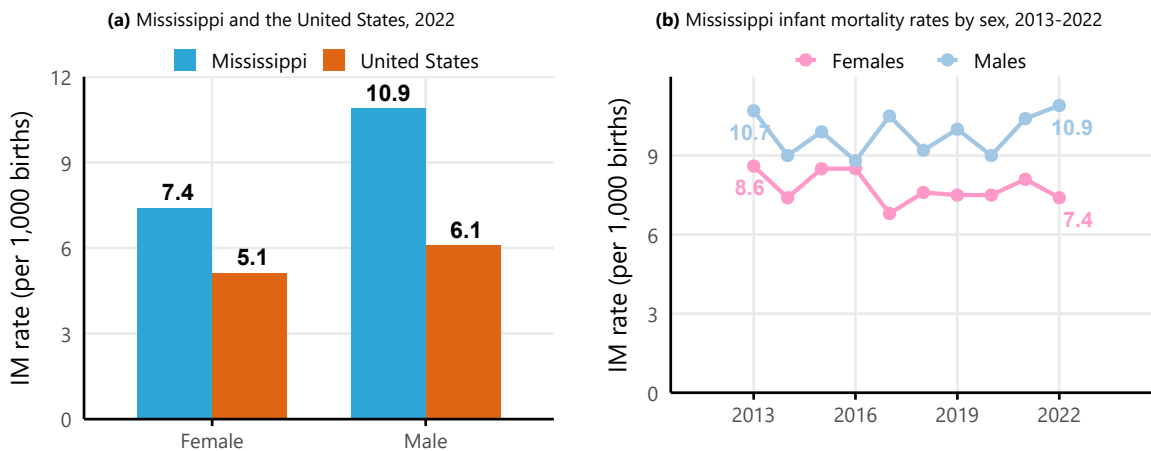 (a) Mississippi and the United States, 2022
Mississippi United States
IM rate (per 1,000 births)
12
9
6
3
0
7.4
5.1
10.9
6.1
Female Male
(b) Mississippi infant mortality rates by sex, 2013-2022
Females Males
IM rate (per 1,000 births)
9
6
3
0
10.7
8.6
10.9
7.4
2013 2016 2019 2022